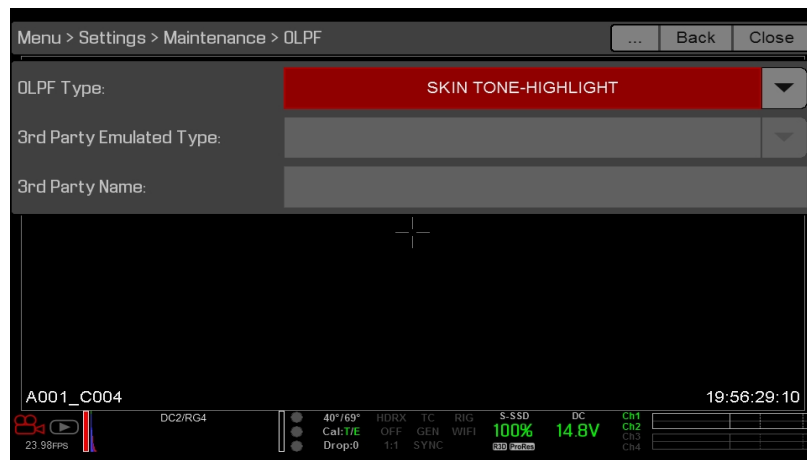 Menu > Settings > Maintenance > OLPF ... Back Close
OLPF Type: SKIN TONE-HIGHLIGHT
3rd Party Emulated Type:
3rd Party Name:
A001_C004 19:56:29:10
DC2/RG4 40°/69° HDRX TC RIG S-SSD DC Ch1
Cal:T/E OFF GEN WIFI 100% 14.8V Ch2
23.98FPS Drop:0 1:1 SYNC R3D ProRes Ch3
Ch4